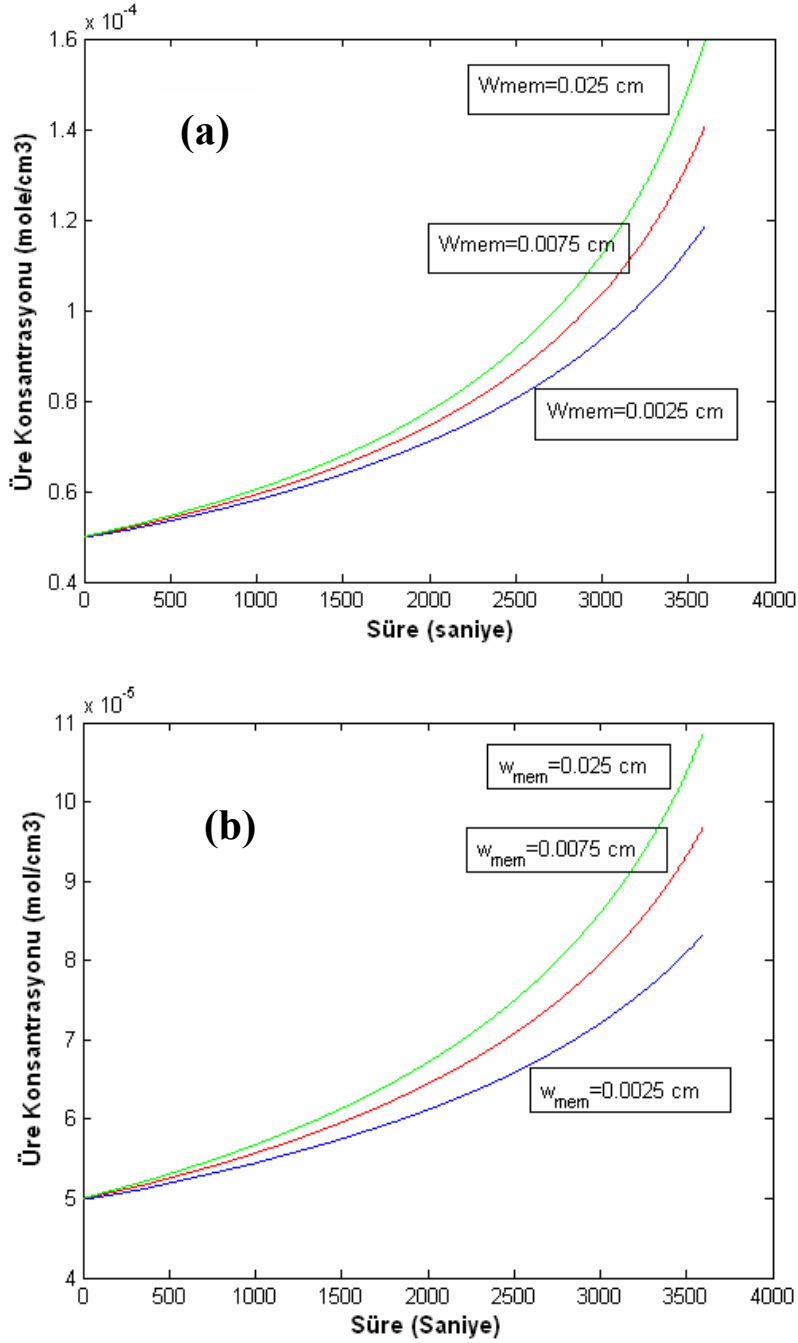 x 10-4
1.6
1.4
1.2
1
0.8
0.6
0.4
Üre Konsantrasyonu (mole/cm3)
(a)
Wmem=0.025 cm
Wmem=0.0075 cm
Wmem=0.0025 cm
0 500 1000 1500 2000 2500 3000 3500 4000
Süre (saniye)
x 10-5
11
10
9
8
7
6
5
4
Üre Konsantrasyonu (mol/cm3)
(b)
wmem=0.025 cm
wmem=0.0075 cm
wmem=0.0025 cm
0 500 1000 1500 2000 2500 3000 3500 4000
Süre (Saniye)